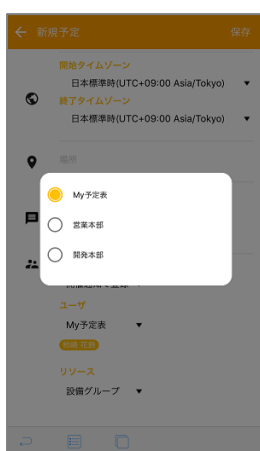 新規予定
保存
開始タイムゾーン
日本標準時(UTC+09:00 Asia/Tokyo)
終了タイムゾーン
日本標準時(UTC+09:00 Asia/Tokyo)
場所
My予定表
営業本部
開発本部
ユーザ
My予定表
リソース
設備グループ